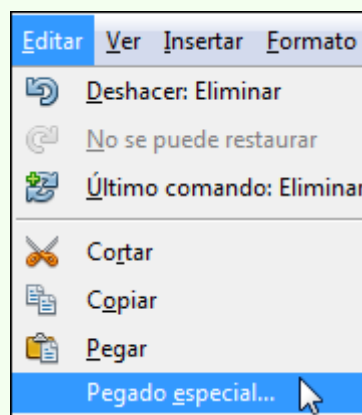 Editar Ver Insertar Formato
Deshacer: Eliminar
No se puede restaurar
Último comando: Eliminar
Cortar
Copiar
Pegar
Pegado especial...